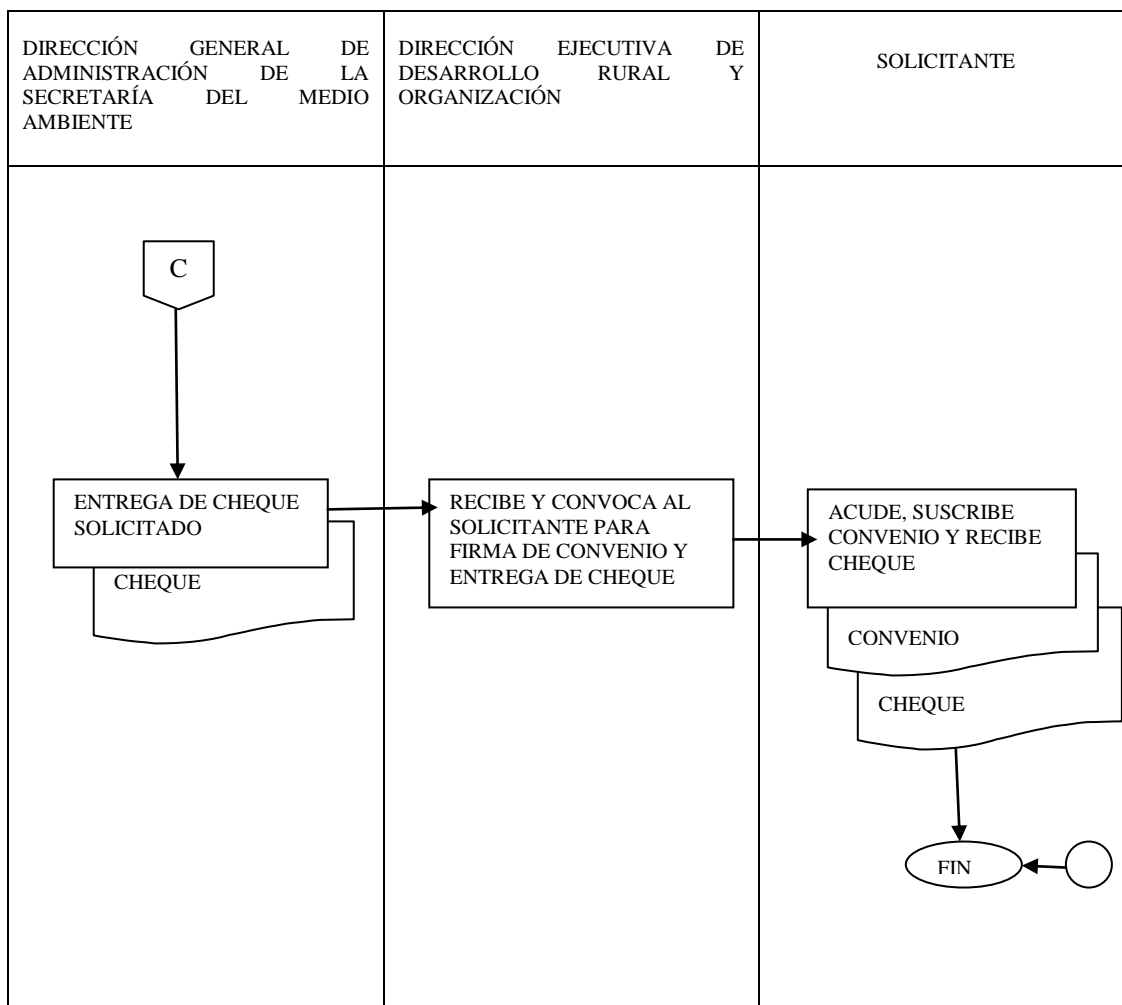 DIRECCIÓN GENERAL DE
ADMINISTRACIÓN DE LA
SECRETARÍA DEL MEDIO
AMBIENTE
DIRECCIÓN EJECUTIVA DE
DESARROLLO RURAL Y
ORGANIZACIÓN
SOLICITANTE
C
ENTREGA DE CHEQUE
SOLICITADO
CHEQUE
RECIBE Y CONVOCA AL
SOLICITANTE PARA
FIRMA DE CONVENIO Y
ENTREGA DE CHEQUE
ACUDE, SUSCRIBE
CONVENIO Y RECIBE
CHEQUE
CONVENIO
CHEQUE
FIN